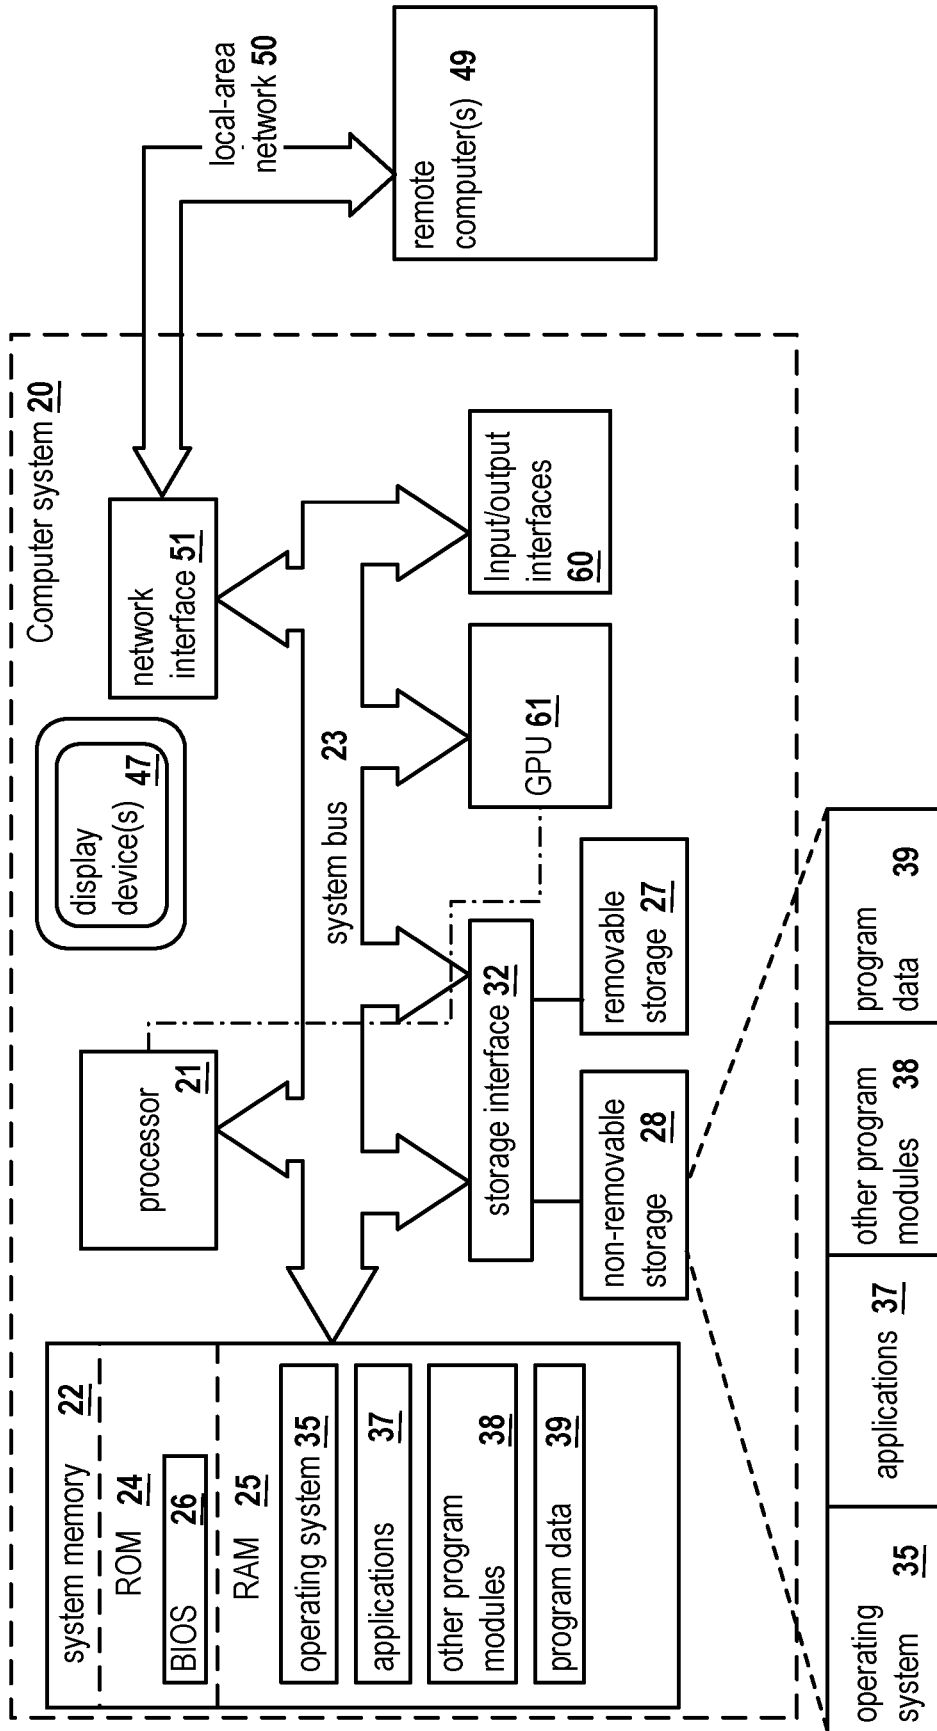 Computer system 20
system memory 22
ROM 24
BIOS 26
RAM 25
operating system 35
applications 37
other program
modules 38
program data 39
processor
21
display
device(s) 47
network
interface 51
local-area
network 50
remote
computer(s) 49
system bus 23
storage interface 32
GPU 61
Input/output
interfaces
60
non-removable
storage 28
removable
storage 27
operating
system 35
applications 37
other program
modules 38
program
data 39